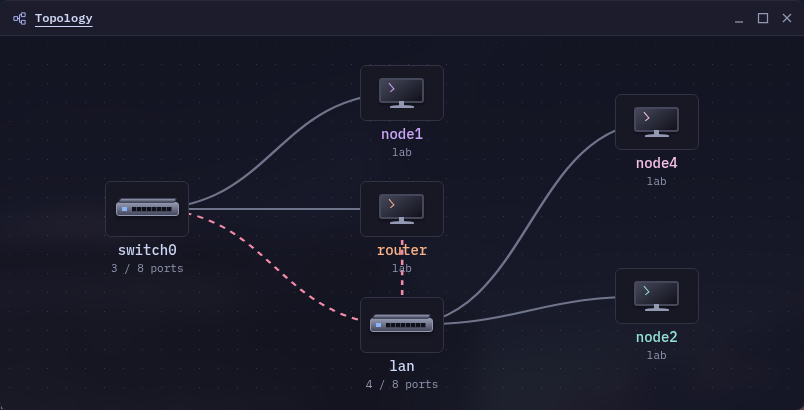 Topology
node1
lab
node4
lab
switch0
3 / 8 ports
router
lab
lan
4 / 8 ports
node2
lab